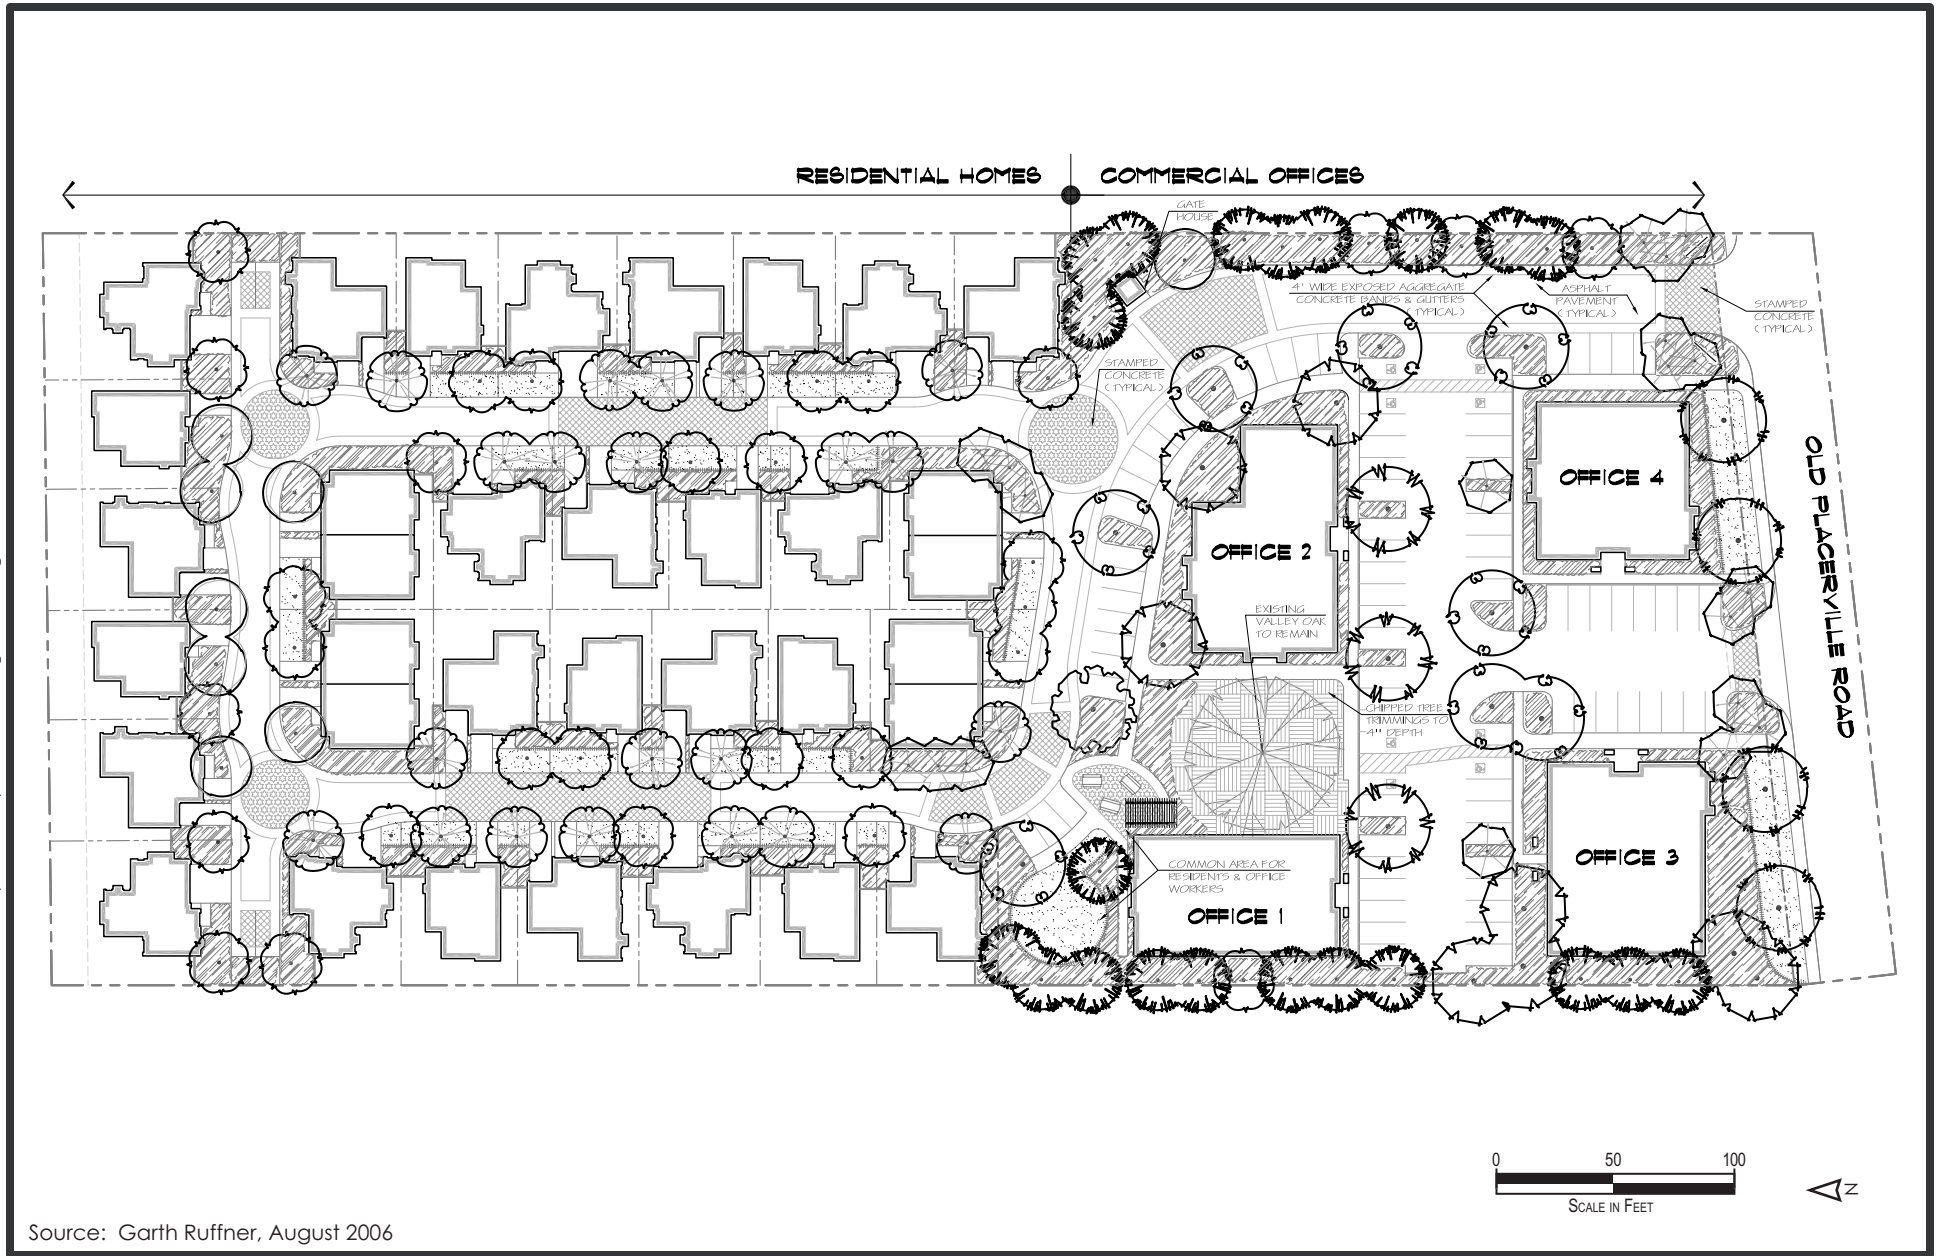 RESIDENTIAL HOMES
COMMERCIAL OFFICES
GATE
HOUSE
4' WIDE EXPOSED AGGREGATE
CONCRETE BANDS & GUTTERS
(TYPICAL)
ASPHALT
PAVEMENT
(TYPICAL)
STAMPED
CONCRETE
(TYPICAL)
STAMPED
CONCRETE
(TYPICAL)
OFFICE 4
OLD PLACERVILLE ROAD
OFFICE 2
EXISTING
VALLEY OAK
TO REMAIN
CHIPPED TREE
TRIMMINGS TO
4" DEPTH
COMMON AREA FOR
RESIDENTS & OFFICE
WORKERS
OFFICE 3
OFFICE 1
0 50 100
SCALE IN FEET
N
Source: Garth Ruffner, August 2006